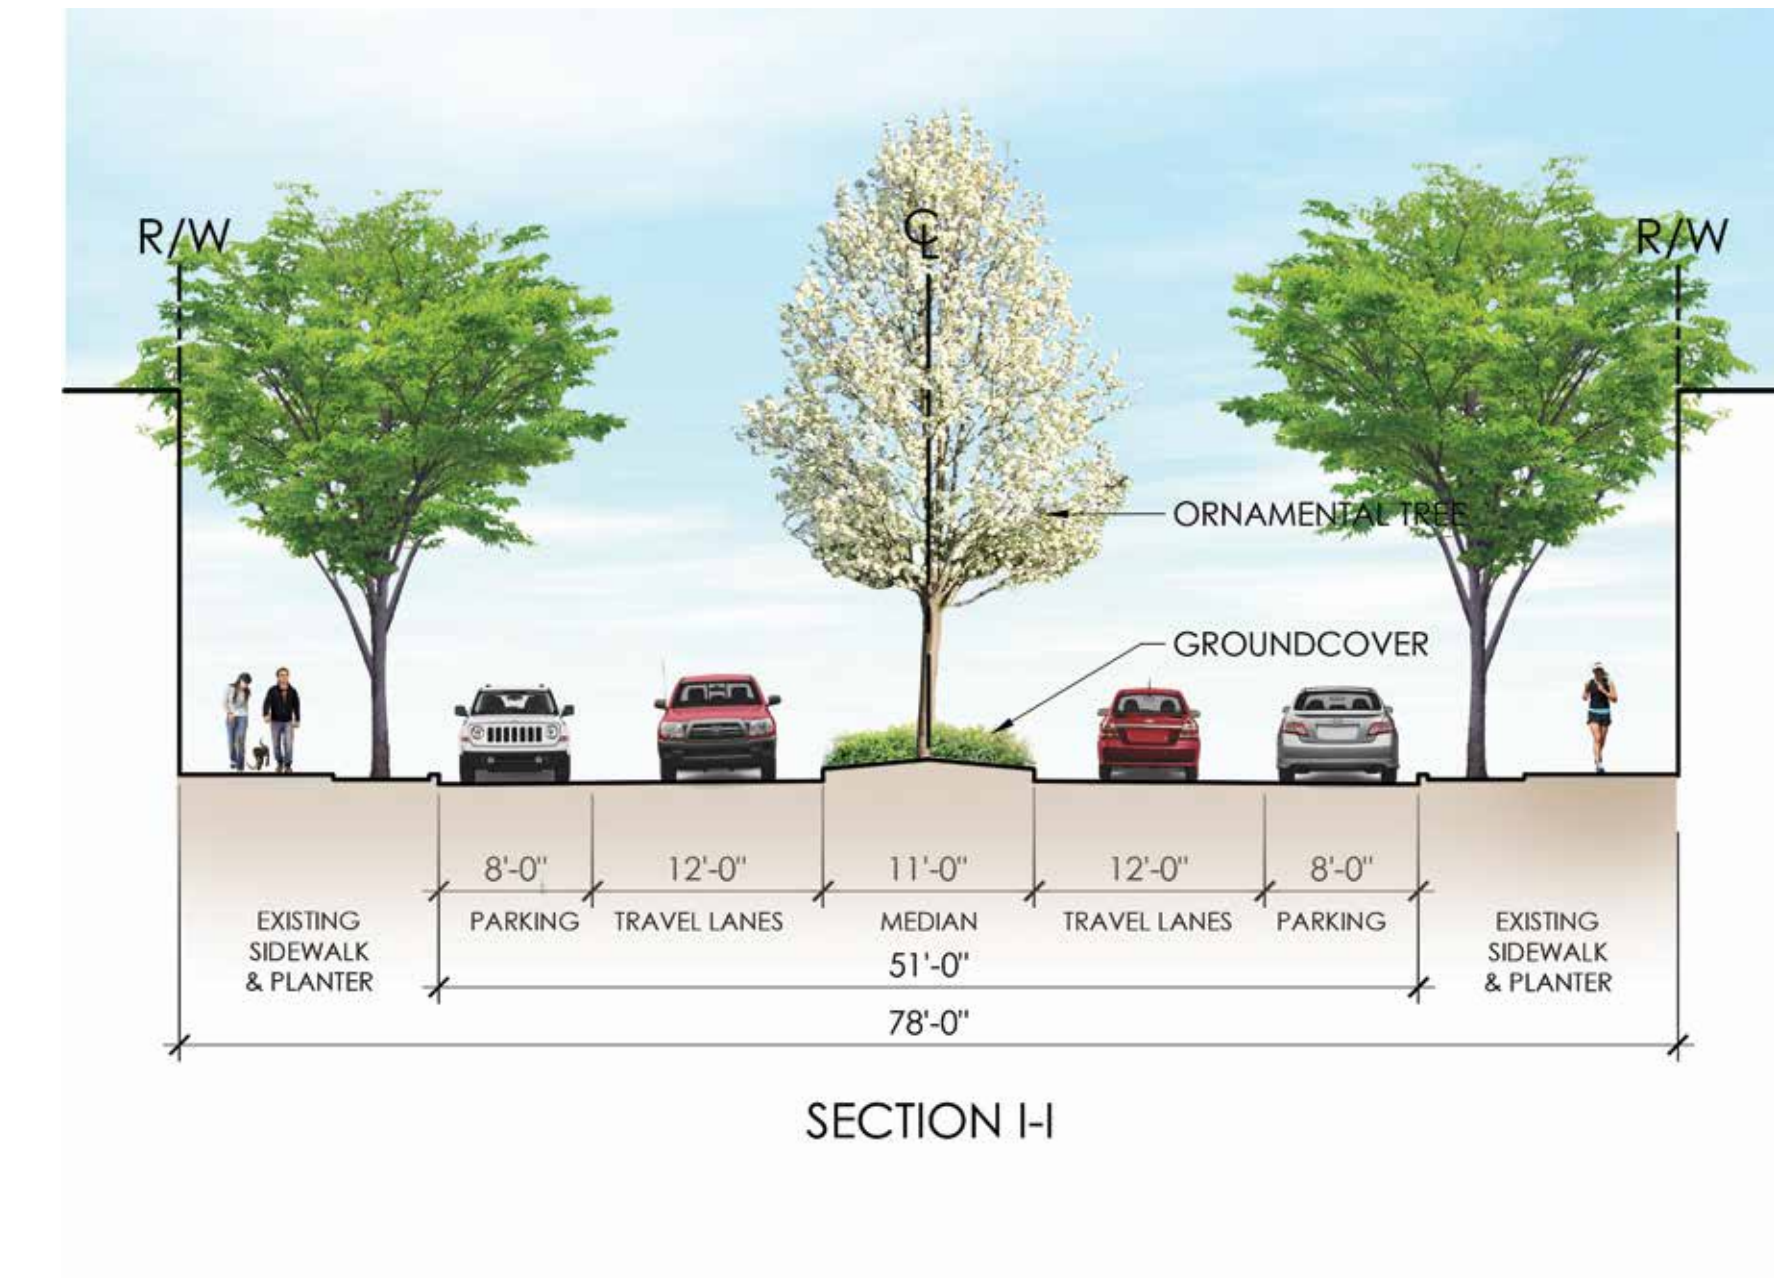 R/W
℄
R/W
ORNAMENTAL TREE
GROUNDCOVER
8'-0" 12'-0" 11'-0" 12'-0" 8'-0"
EXISTING SIDEWALK & PLANTER
PARKING TRAVEL LANES MEDIAN TRAVEL LANES PARKING
EXISTING SIDEWALK & PLANTER
51'-0"
78'-0"
SECTION I-I